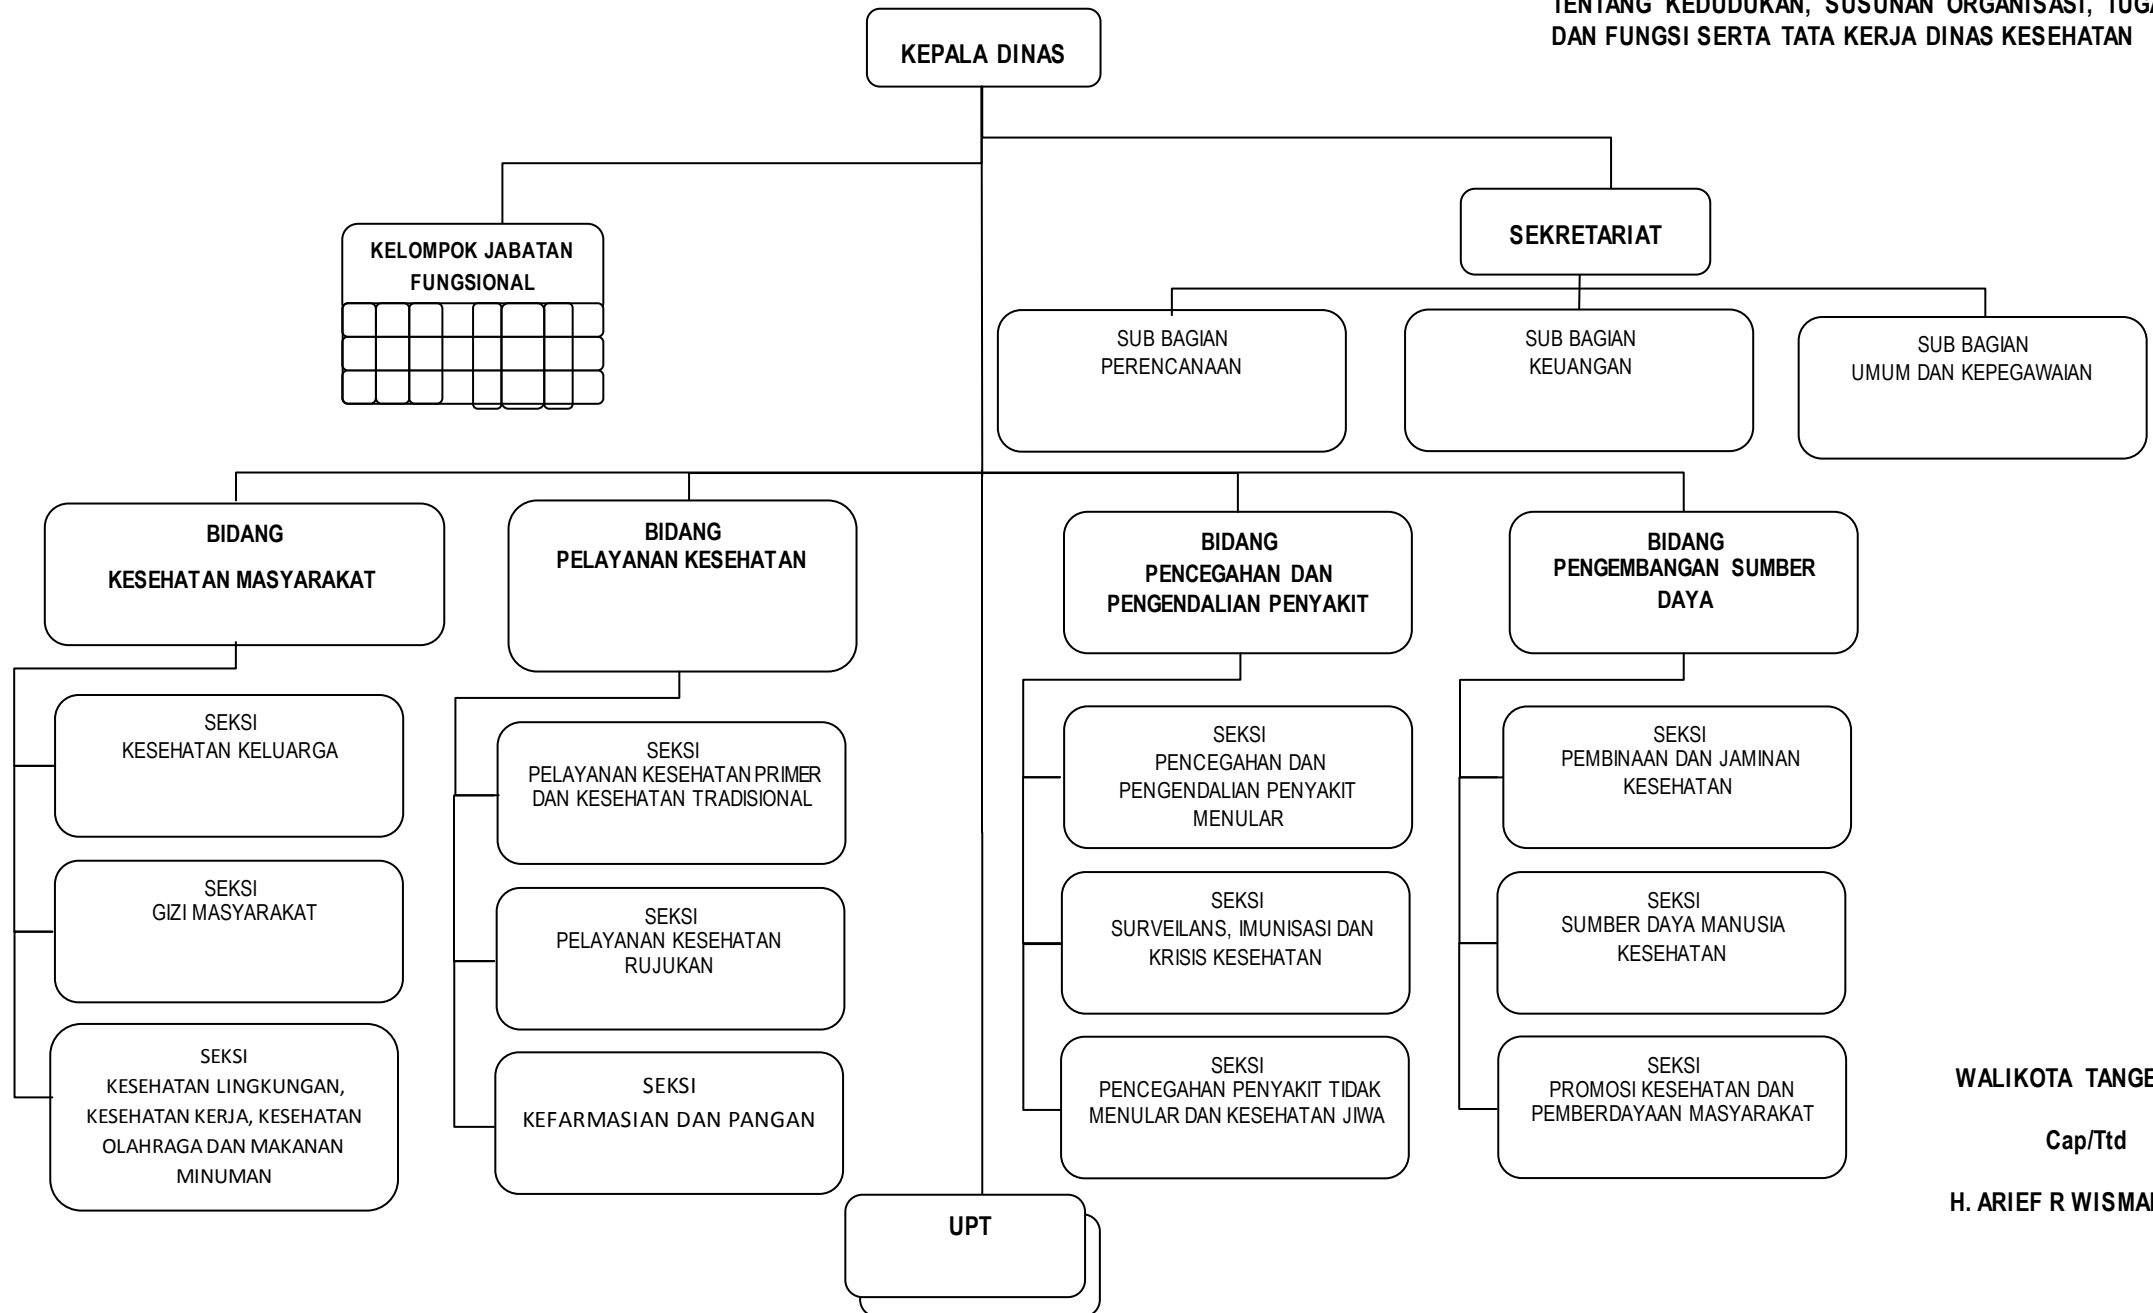 TENTANG KEDUDUKAN, SUSUNAN ORGANISASI,
DAN FUNGSI SERTA TATA KERJA DINAS KESEHATAN
KEPALA DINAS
KELOMPOK JABATAN
FUNGSIONAL
SEKRETARIAT
SUB BAGIAN
PERENCANAAN
SUB BAGIAN
KEUANGAN
SUB BAGIAN
UMUM DAN KEPEGAWAIAN
BIDANG
KESEHATAN MASYARAKAT
BIDANG
PELAYANAN KESEHATAN
BIDANG
PENCEGAHAN DAN
PENGENDALIAN PENYAKIT
BIDANG
PENGEMBANGAN SUMBER
DAYA
SEKSI
KESEHATAN KELUARGA
SEKSI
GIZI MASYARAKAT
SEKSI
KESEHATAN LINGKUNGAN,
KESEHATAN KERJA, KESEHATAN
OLAHRAGA DAN MAKANAN
MINUMAN
SEKSI
PELAYANAN KESEHATAN PRIMER
DAN KESEHATAN TRADISIONAL
SEKSI
PELAYANAN KESEHATAN
RUJUKAN
SEKSI
KEFARMASIAN DAN PANGAN
SEKSI
PENCEGAHAN DAN
PENGENDALIAN PENYAKIT
MENULAR
SEKSI
SURVEILANS, IMUNISASI DAN
KRISIS KESEHATAN
SEKSI
PENCEGAHAN PENYAKIT TIDAK
MENULAR DAN KESEHATAN JIWA
SEKSI
PEMBINAAN DAN JAMINAN
KESEHATAN
SEKSI
SUMBER DAYA MANUSIA
KESEHATAN
SEKSI
PROMOSI KESEHATAN DAN
PEMBERDAYAAN MASYARAKAT
UPT
WALIKOTA
Cap/Ttd
H. ARIEF R